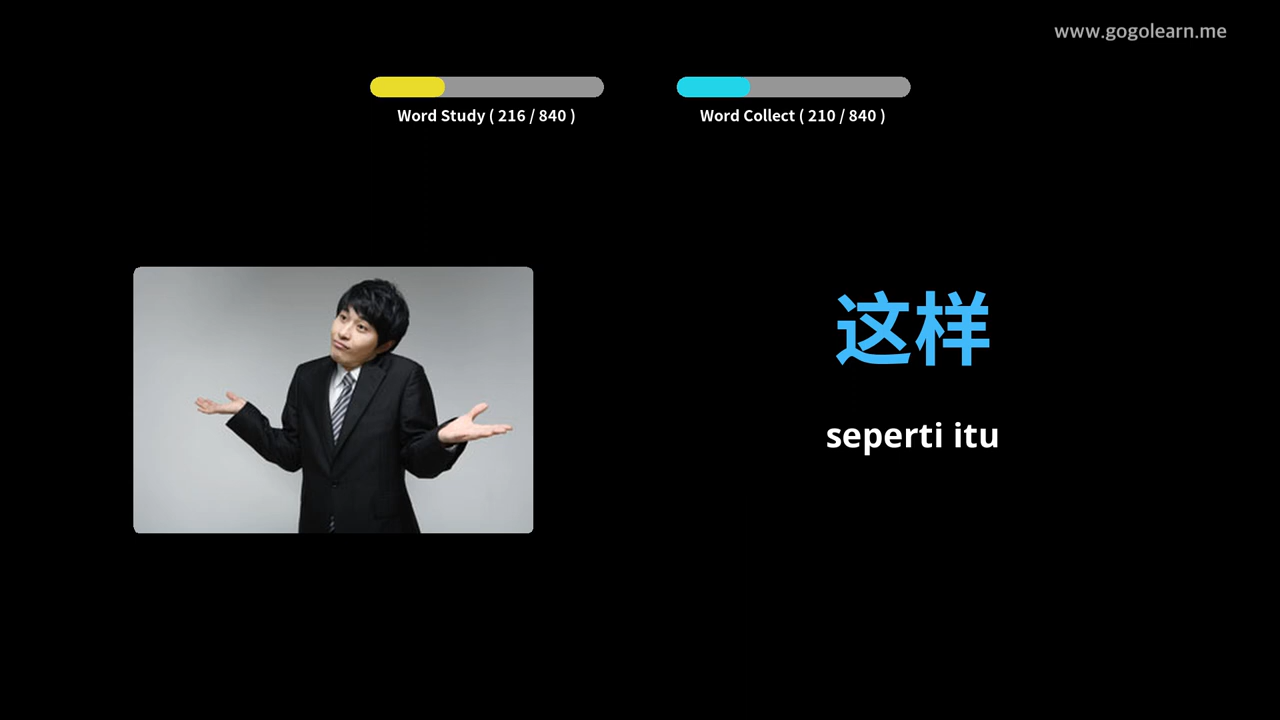 www.gogolearn.me
Word Study ( 216 / 840 )
Word Collect ( 210 / 840 )
这样
seperti itu